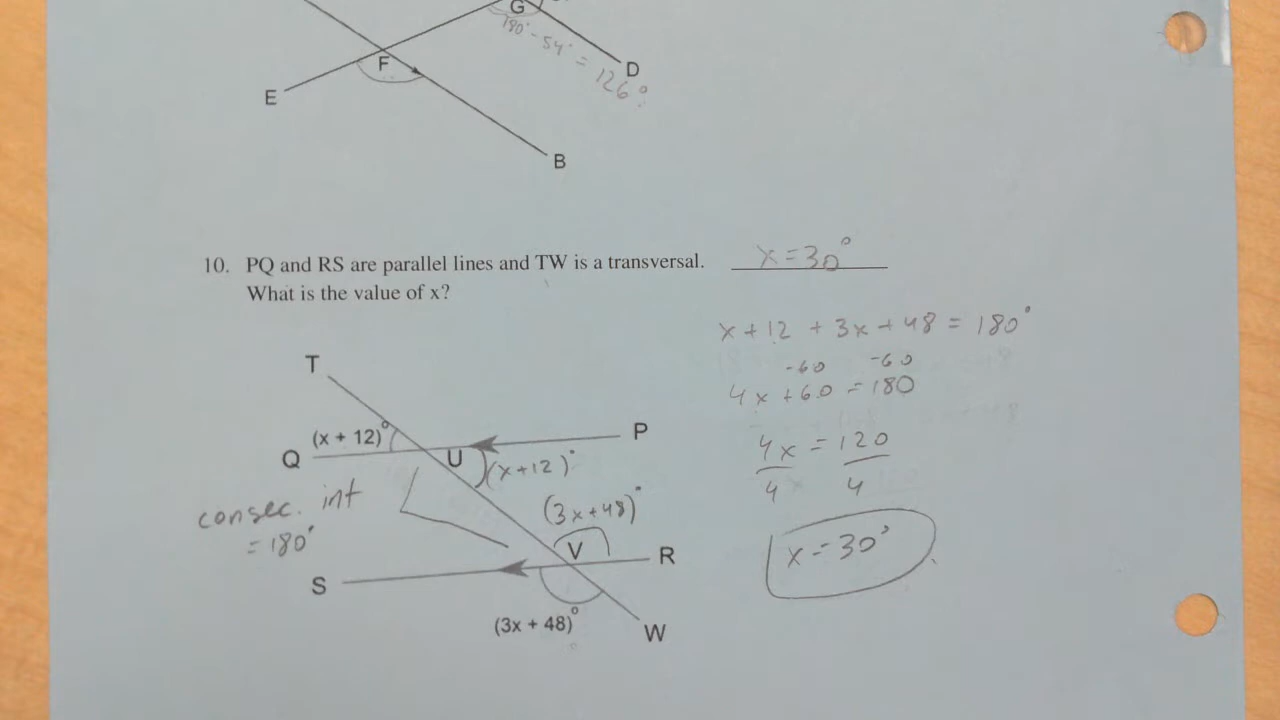 G
180° - 54° = 126°
D
F
E
B
10. PQ and RS are parallel lines and TW is a transversal. x = 30°
What is the value of x?
x + 12 + 3x + 48 = 180°
-60 -60
4x + 60 = 180
4x = 120
4 4
x = 30°
T
(x + 12)°
P
Q
U
(x + 12)°
consec. int
= 180°
(3x + 48)°
V
R
S
(3x + 48)°
W